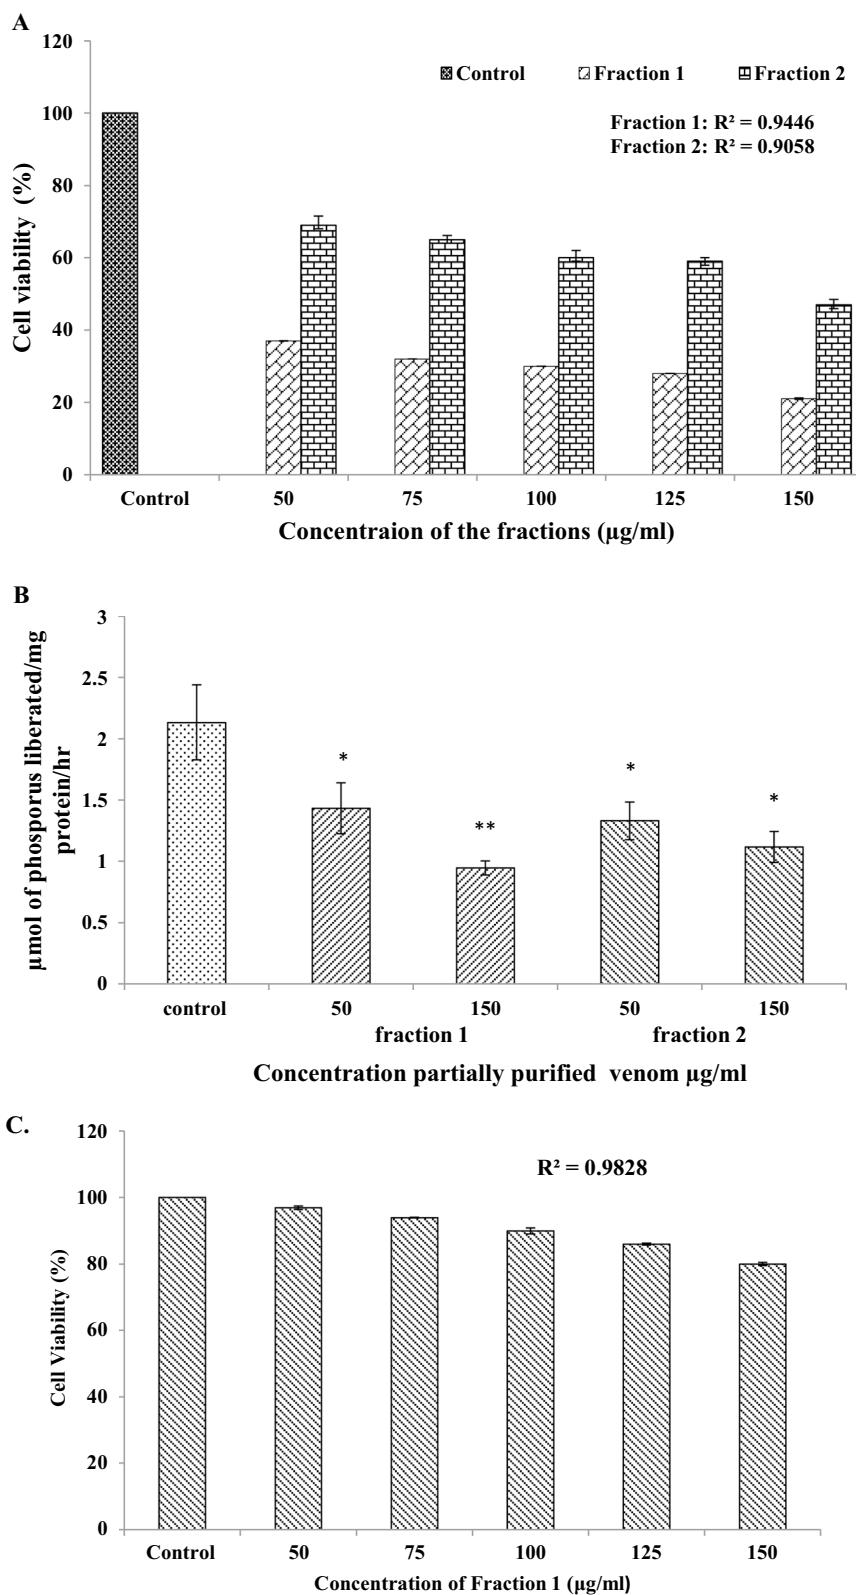 A
120
Control Fraction 1 Fraction 2
100
Fraction 1: R² = 0.9446
Fraction 2: R² = 0.9058
80
60
40
20
0
Cell viability (%)
Control 50 75 100 125 150
Concentraion of the fractions (µg/ml)
B
3
2.5
2
1.5
1
0.5
0
µmol of phosporus liberated/mg
protein/hr
* ** * *
control 50 150 50 150
fraction 1 fraction 2
Concentration partially purified venom µg/ml
C.
120
R² = 0.9828
100
80
60
40
20
0
Cell Viability (%)
Control 50 75 100 125 150
Concentration of Fraction 1 (µg/ml)